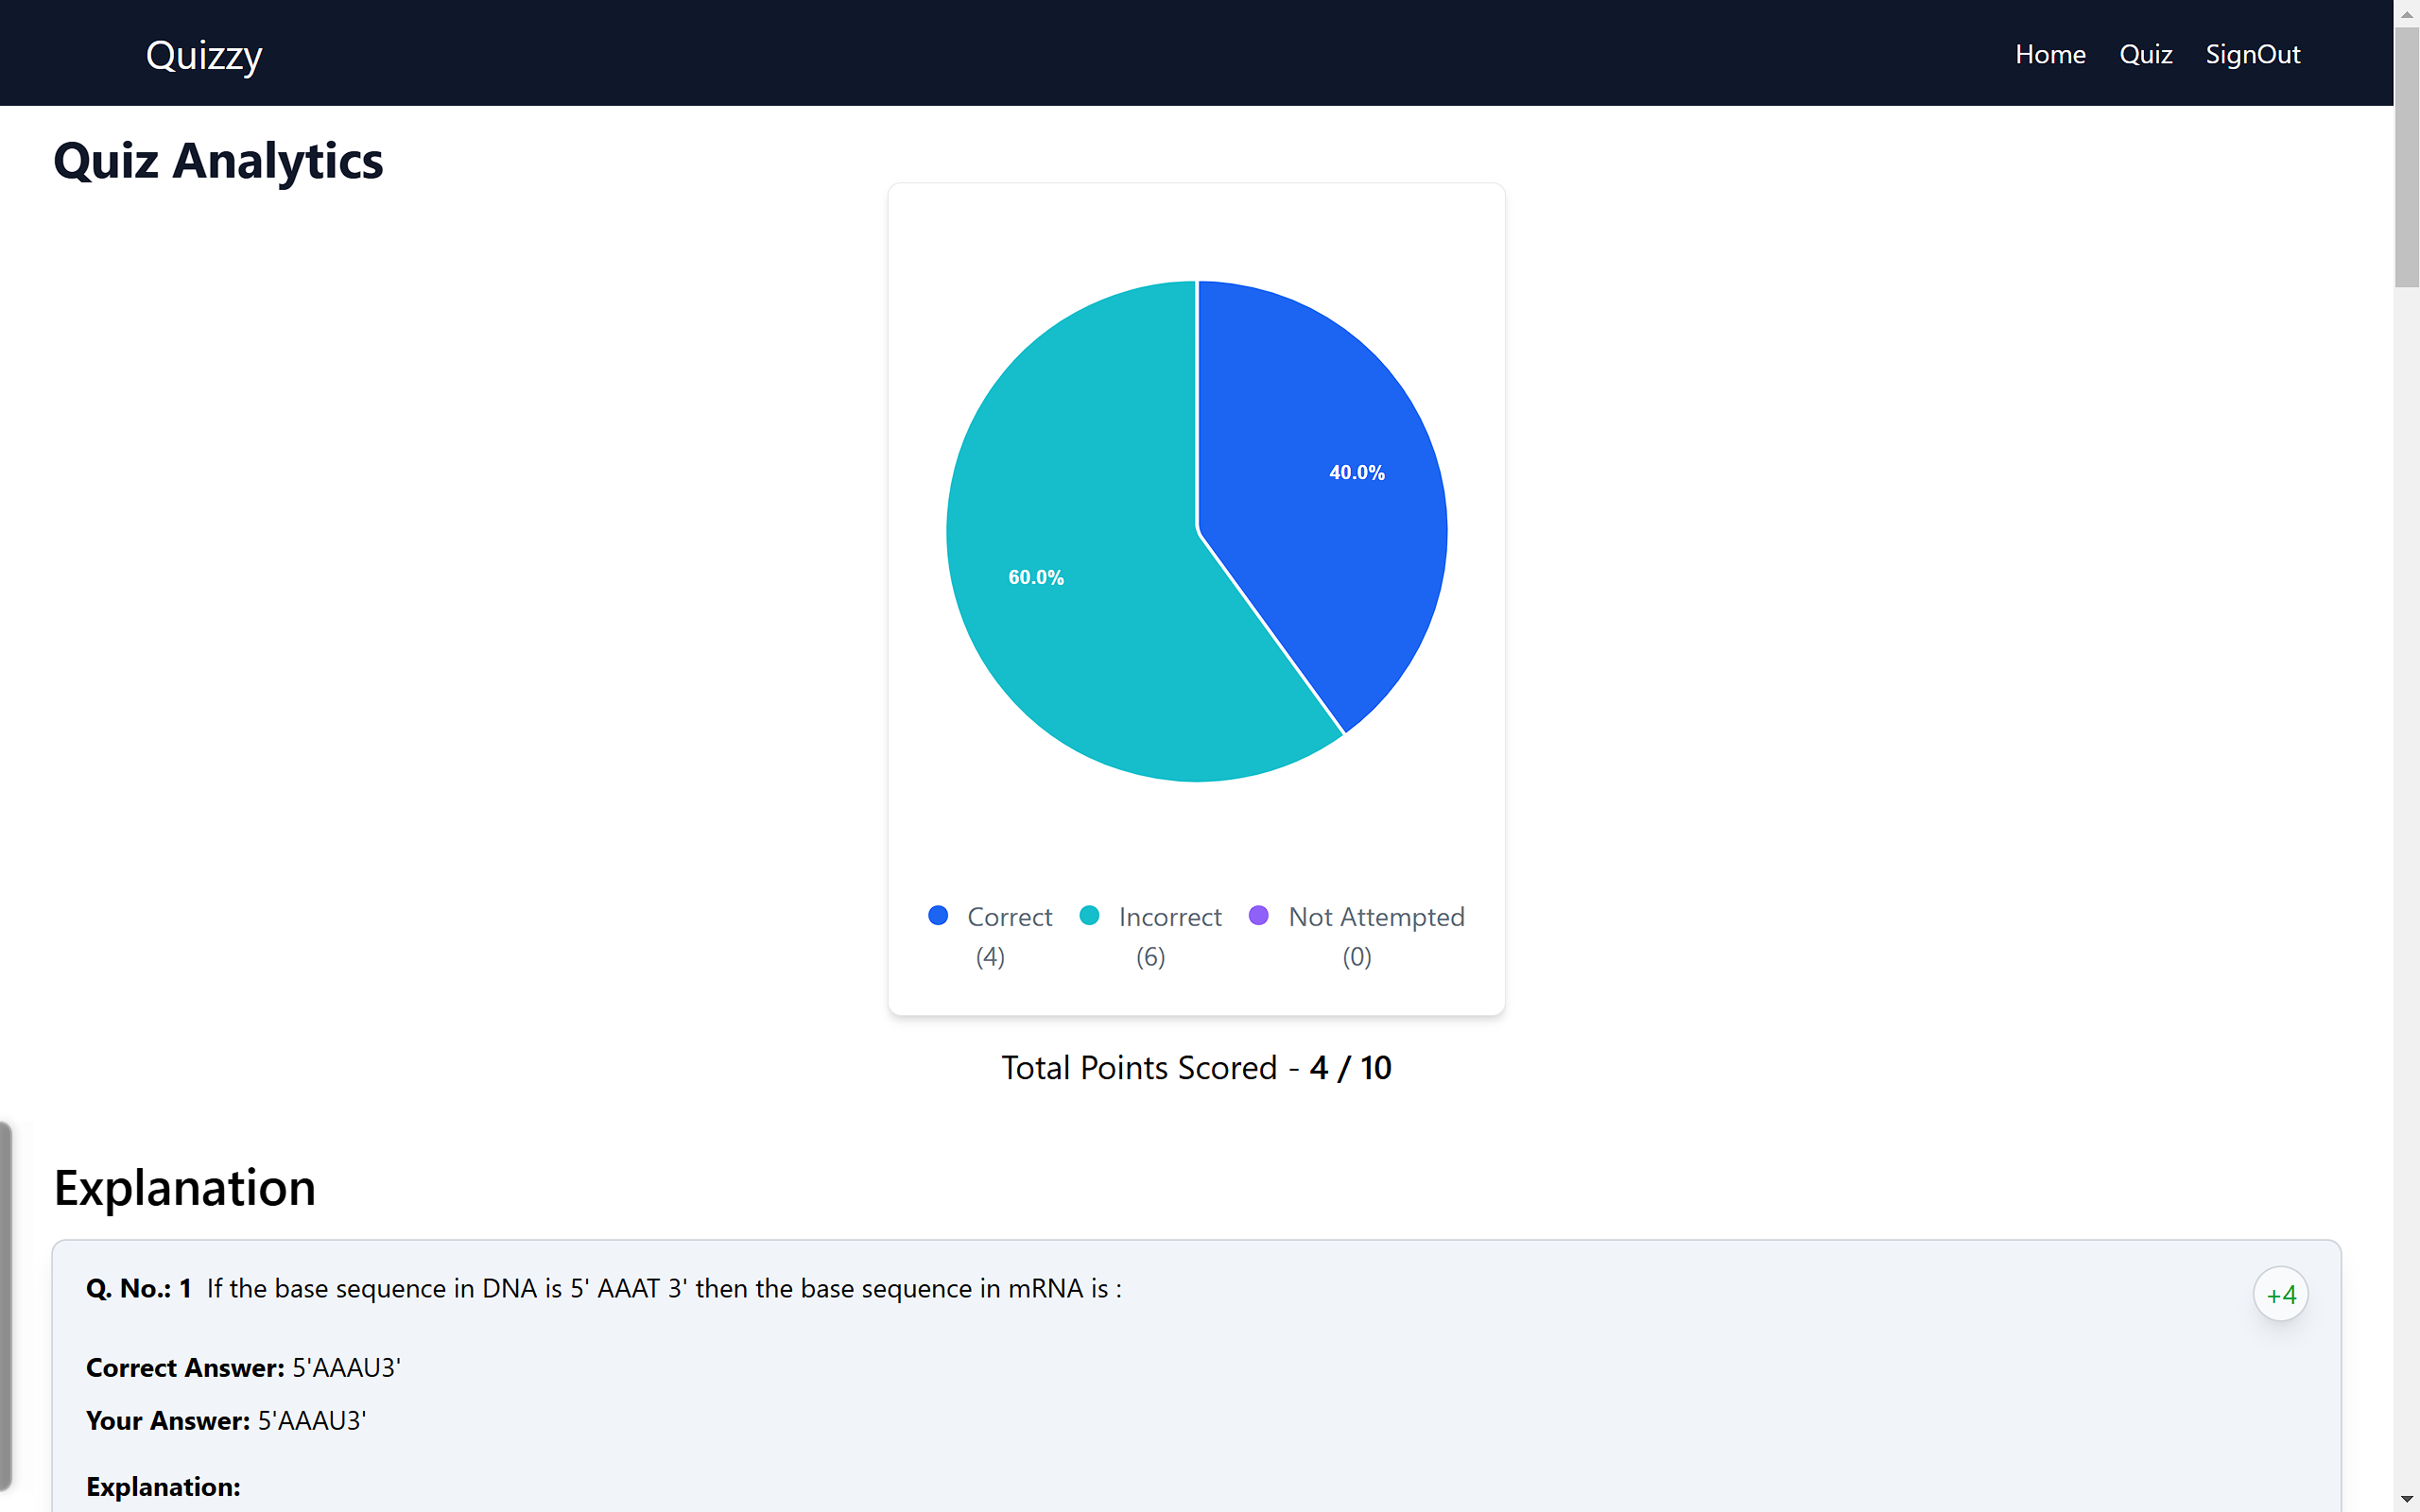 Quizzy
Home Quiz SignOut
Quiz Analytics
40.0%
60.0%
Correct Incorrect Not Attempted
(4) (6) (0)
Total Points Scored - 4 / 10
Explanation
Q. No.: 1 If the base sequence in DNA is 5' AAAT 3' then the base sequence in mRNA is :
+4
Correct Answer: 5'AAAU3'
Your Answer: 5'AAAU3'
Explanation: